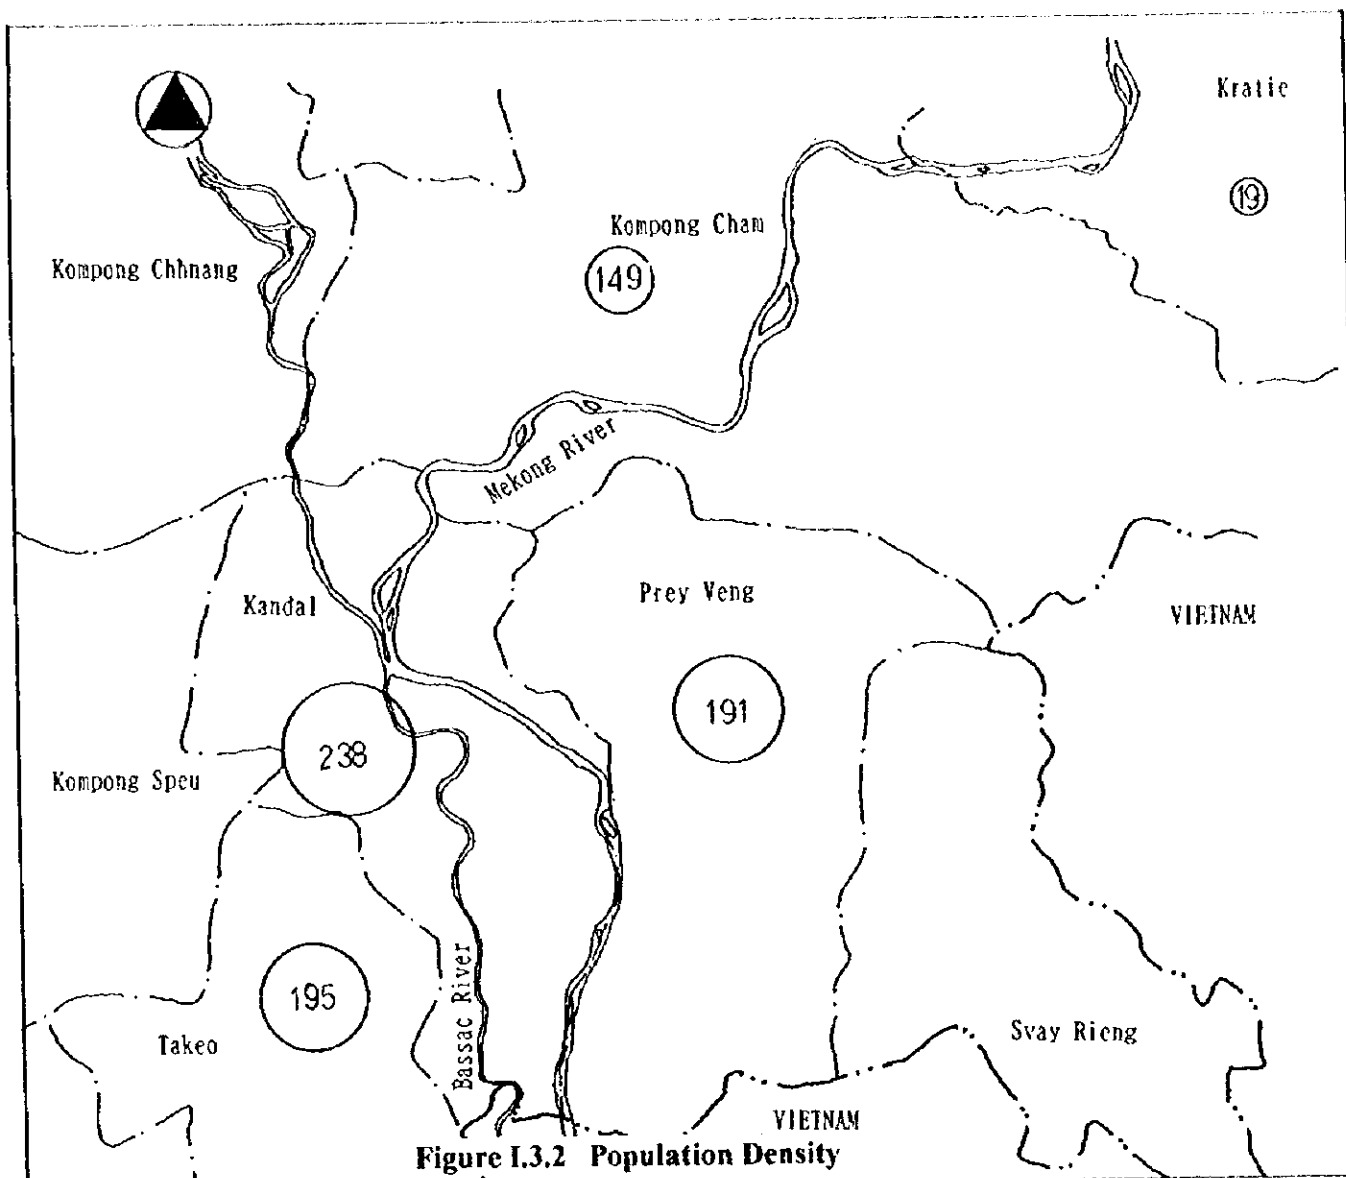 Kratie
19
Kompong Cham
Kompong Chhnang
149
Mekong River
Kandal
Prey Veng
VIETNAM
191
238
Kompong Speu
195
Bassac River
Takeo
Svay Rieng
VIETNAM
Figure I.3.2 Population Density